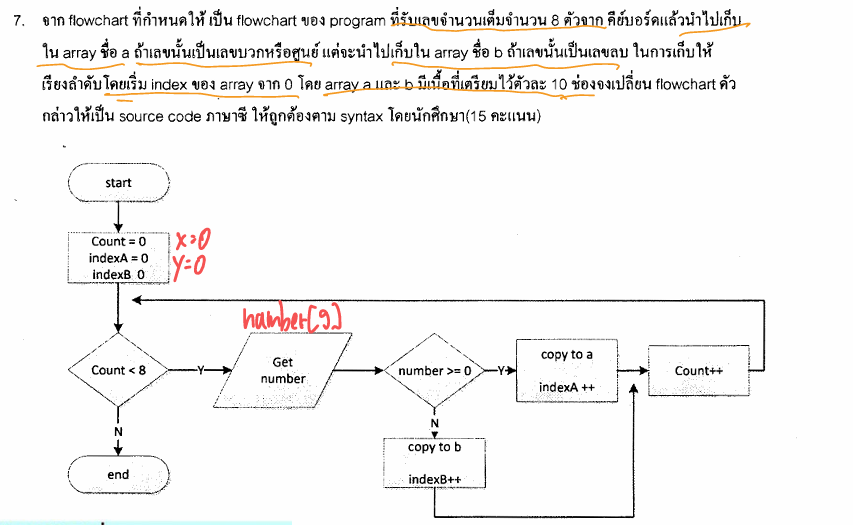 7. จาก flowchart ที่กำหนดให้ เป็น flowchart ของ program ที่รับเลขจำนวนเต็มจำนวน 8 ตัวจาก คีย์บอร์ดแล้วนำไปเก็บ
ใน array ชื่อ a ถ้าเลขนั้นเป็นเลขบวกหรือศูนย์ แต่จะนำไปเก็บใน array ชื่อ b ถ้าเลขนั้นเป็นเลขลบ ในการเก็บให้
เรียงลำดับโดยเริ่ม index ของ array จาก 0 โดย array a และ b มีเนื้อที่เตรียมไว้ตัวละ 10 ช่องจงเปลี่ยน flowchart ดัง
กล่าวให้เป็น source code ภาษาซี ให้ถูกต้องตาม syntax โดยนักศึกษา(15 คะแนน)
start
Count = 0
indexA = 0
indexB 0
x=0
Y=0
number[9]
Count < 8
Y
Get
number
number >= 0
Y
copy to a
indexA ++
Count++
N
N
copy to b
indexB++
end